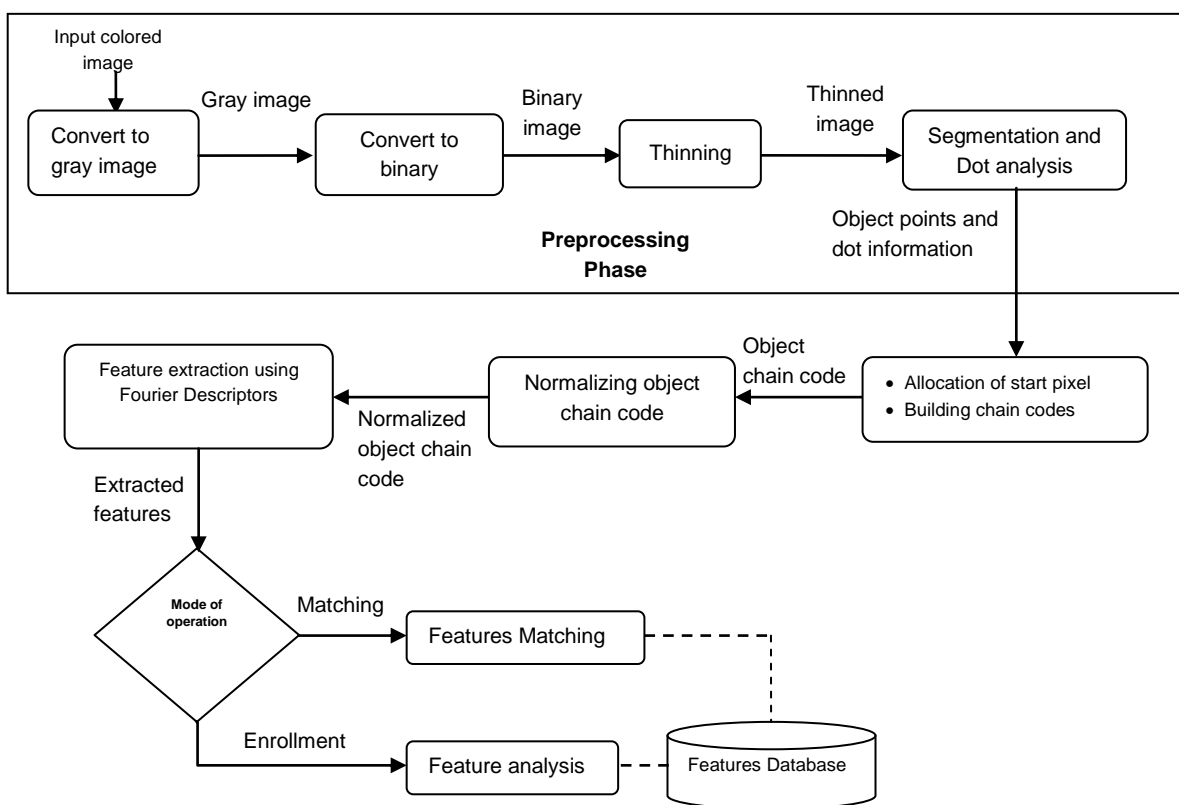 Input colored
image
Convert to
gray image
Gray image
Convert to
binary
Binary
image
Thinning
Thinned
image
Segmentation and
Dot analysis
Object points and
dot information
Preprocessing
Phase
• Allocation of start pixel
• Building chain codes
Object
chain code
Normalizing object
chain code
Normalized
object chain
code
Feature extraction using
Fourier Descriptors
Extracted
features
Mode of
operation
Matching
Features Matching
Enrollment
Feature analysis
Features Database